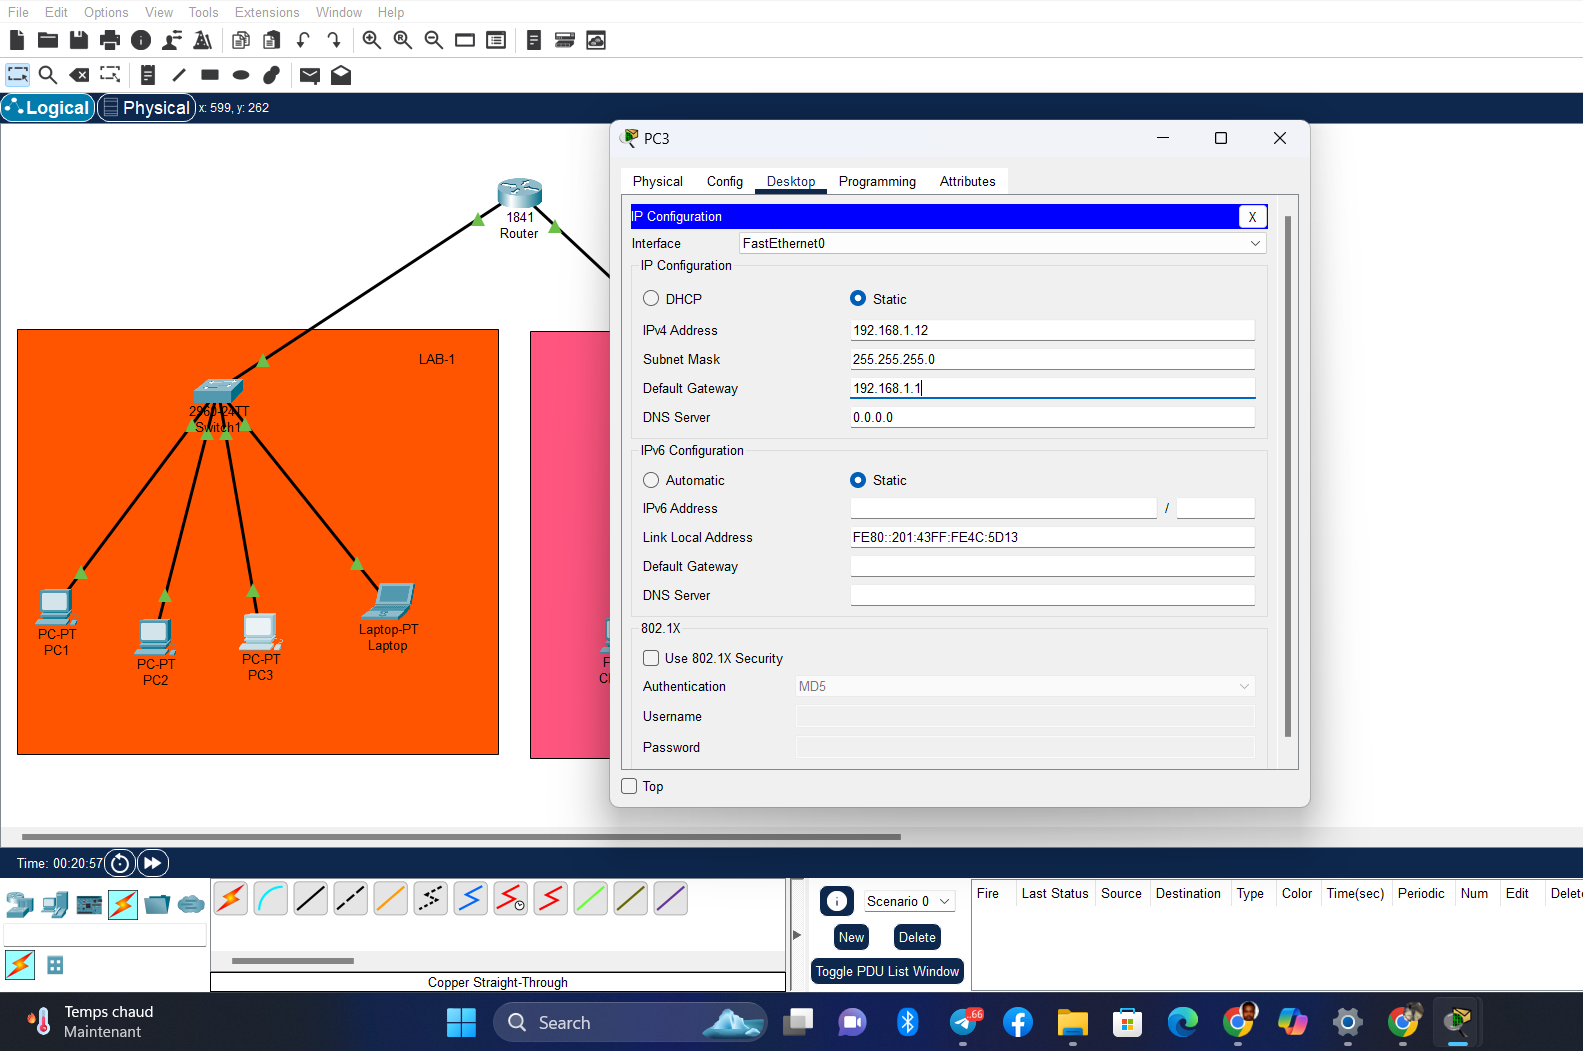 File Edit Options View Tools Extensions Window Help
Logical Physical x: 599, y: 262
PC3
Physical Config Desktop Programming Attributes
IP Configuration X
Interface FastEthernet0
IP Configuration
DHCP Static
IPv4 Address 192.168.1.12
Subnet Mask 255.255.255.0
Default Gateway 192.168.1.1
DNS Server 0.0.0.0
IPv6 Configuration
Automatic Static
IPv6 Address /
Link Local Address FE80::201:43FF:FE4C:5D13
Default Gateway
DNS Server
802.1X
Use 802.1X Security
Authentication MD5
Username
Password
Top
1841
Router
LAB-1
2960-24TT
Switch1
PC-PT
PC1
PC-PT
PC2
PC-PT
PC3
Laptop-PT
Laptop
Time: 00:20:57
Copper Straight-Through
Scenario 0
New Delete
Toggle PDU List Window
Fire Last Status Source Destination Type Color Time(sec) Periodic Num Edit Delet
Temps chaud
Maintenant
Search
..66